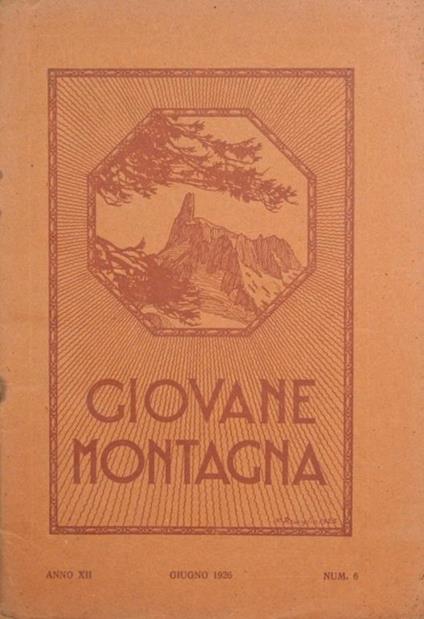 GIOVANE
MONTAGNA
ANNO XII GIUGNO 1926 NUM. 6